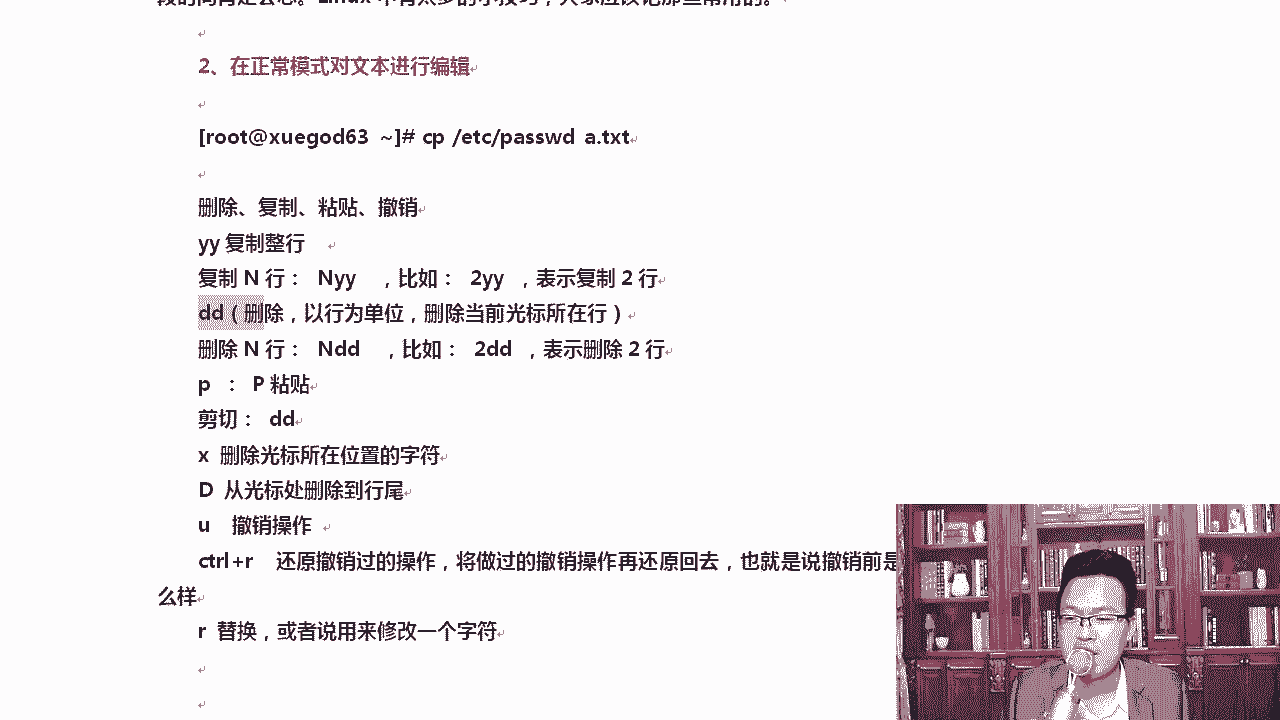 2、在正常模式对文本进行编辑
[root@xuegod63 ~]# cp /etc/passwd a.txt
删除、复制、粘贴、撤销
yy 复制整行
复制 N 行： Nyy ，比如： 2yy ，表示复制 2 行
dd（删除，以行为单位，删除当前光标所在行）
删除 N 行： Ndd ，比如： 2dd ，表示删除 2 行
p ： P 粘贴
剪切： dd
x 删除光标所在位置的字符
D 从光标处删除到行尾
u 撤销操作
ctrl+r 还原撤销过的操作，将做过的撤销操作再还原回去，也就是说撤销前是
么样
r 替换，或者说用来修改一个字符